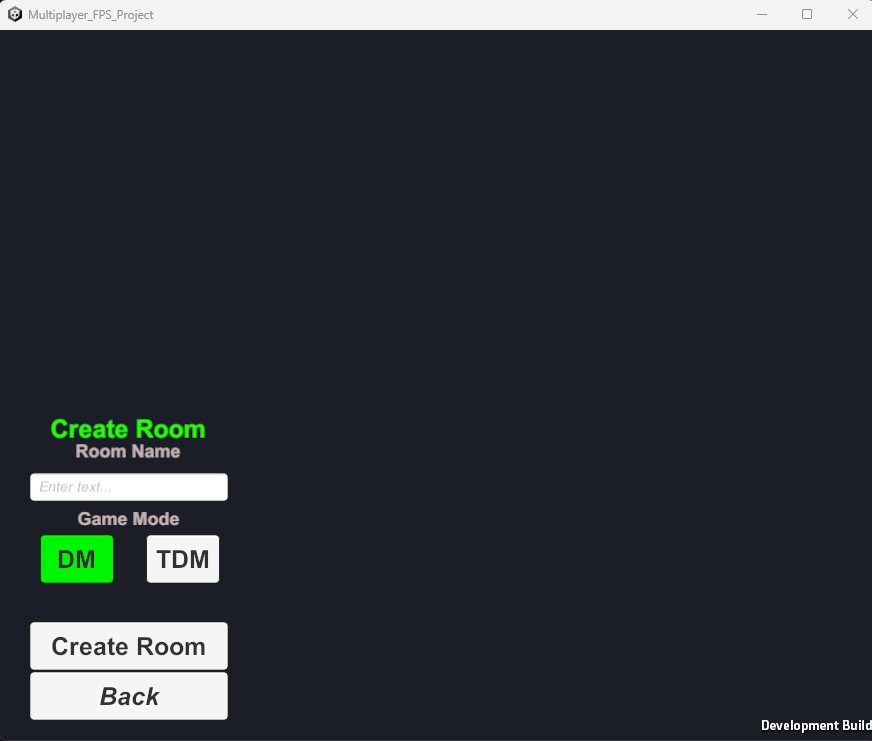 Multiplayer_FPS_Project
Create Room
Room Name
Enter text...
Game Mode
DM TDM
Create Room
Back
Development Build